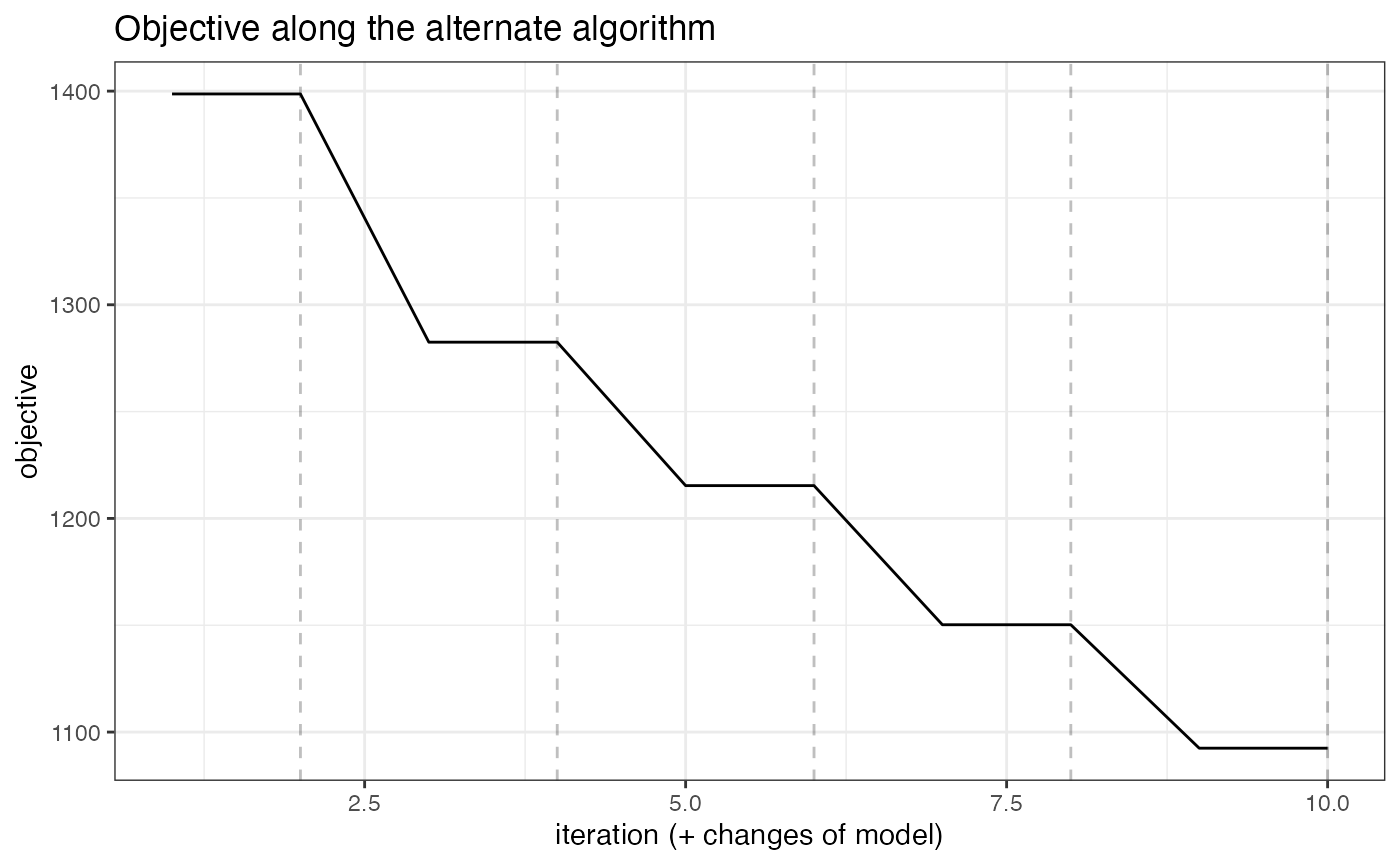 Objective along the alternate algorithm
objective
1400
1300
1200
1100
2.5
5.0
7.5
10.0
iteration (+ changes of model)